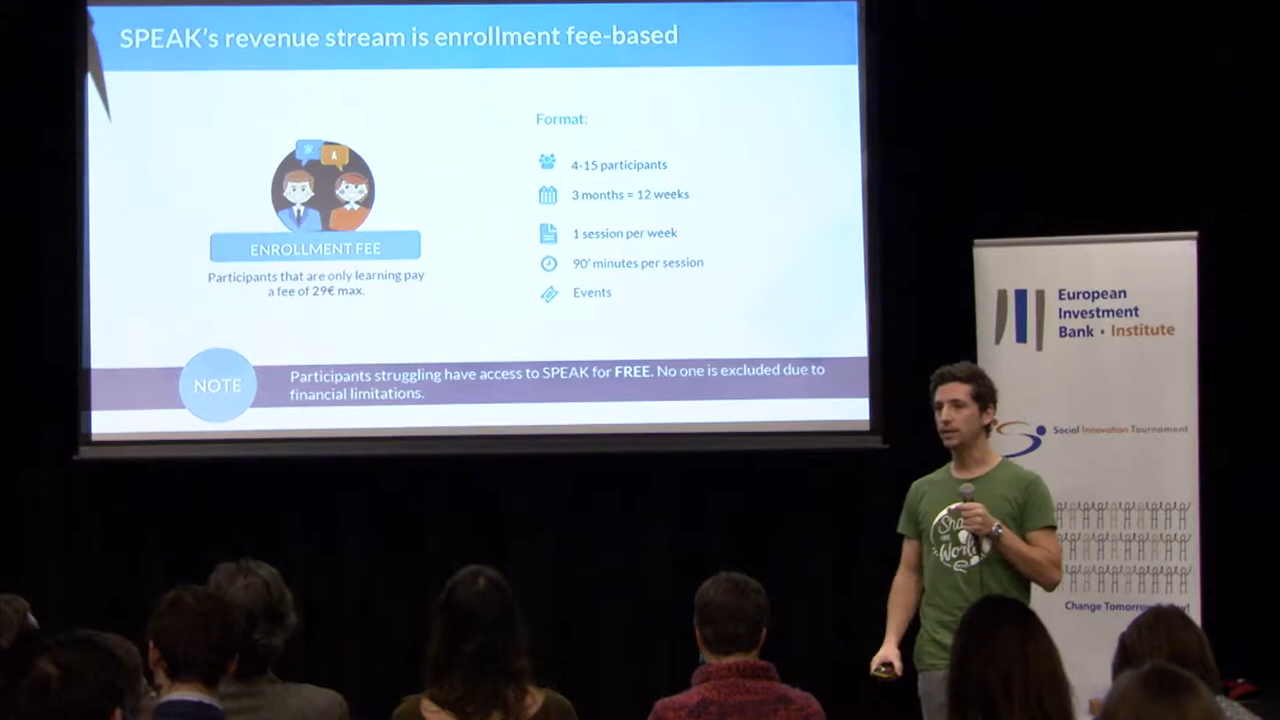 SPEAK's revenue stream is enrollment fee-based
A
ENROLLMENT FEE
Participants that are only learning pay
a fee of 29€ max.
Format:
4-15 participants
3 months = 12 weeks
1 session per week
90' minutes per session
Events
NOTE
Participants struggling have access to SPEAK for FREE. No one is excluded due to
financial limitations.
European
Investment
Bank • Institute
Social Innovation Tournament
Change